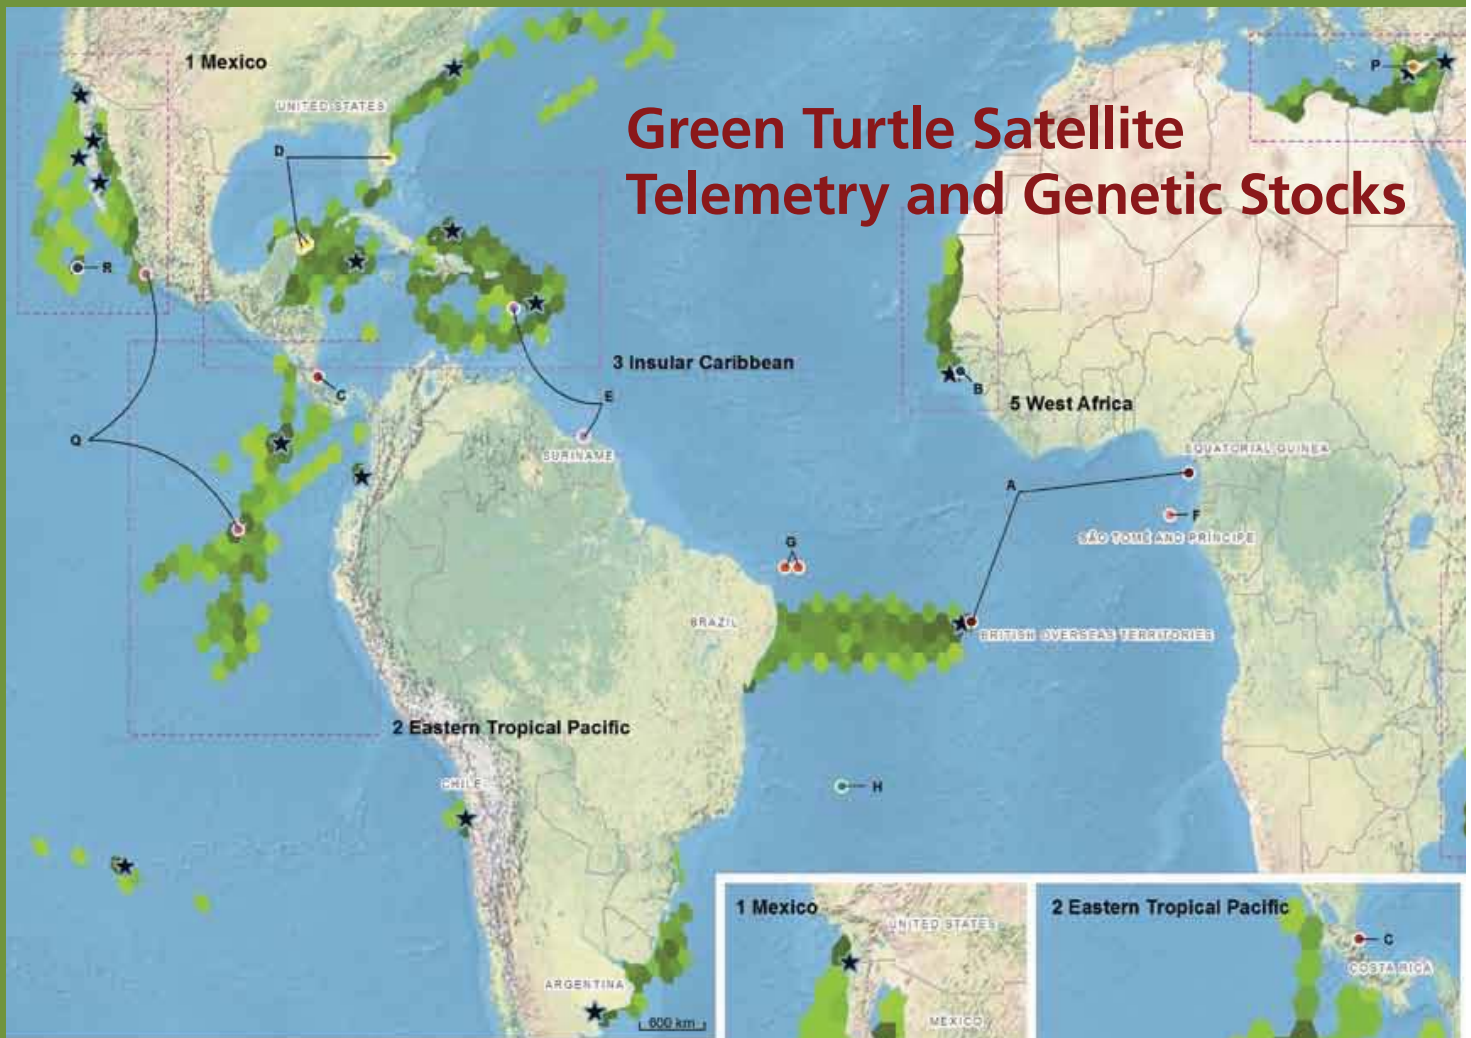 1 Mexico
P
UNITED STATES
Green Turtle Satellite
Telemetry and Genetic Stocks
D
R
3 Insular Caribbean
C
B
E
5 West Africa
Q
SURINAME
EQUATORIAL GUINEA
A
F
SÃO TOMÉ AND PRÍNCIPE
G
BRAZIL
BRITISH OVERSEAS TERRITORIES
2 Eastern Tropical Pacific
CHILE
H
1 Mexico
UNITED STATES
2 Eastern Tropical Pacific
C
COSTA RICA
ARGENTINA
600 km
MEXICO